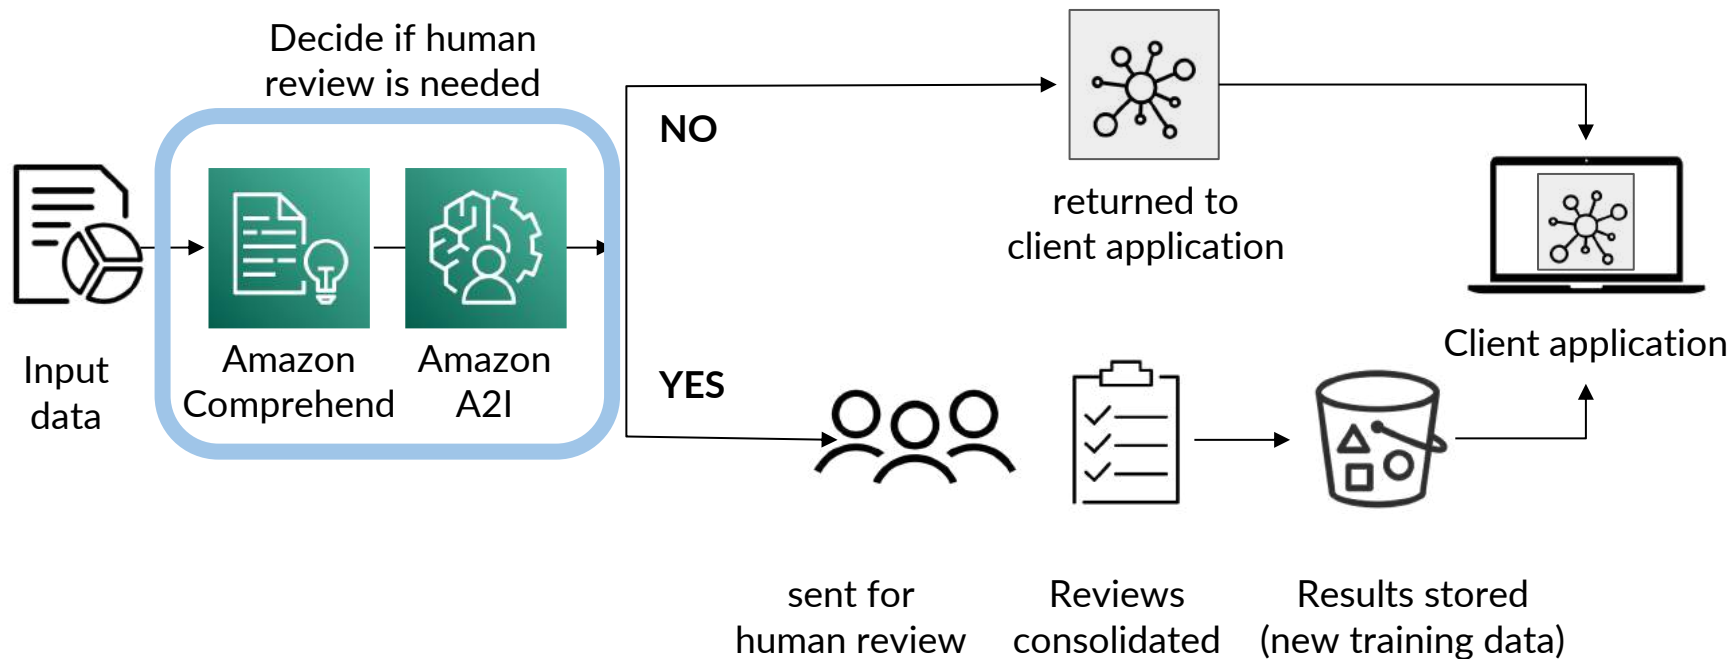 Decide if human
review is needed
NO
YES
Input
data
Amazon
Comprehend
Amazon
A2I
returned to
client application
Client application
sent for
human review
Reviews
consolidated
Results stored
(new training data)